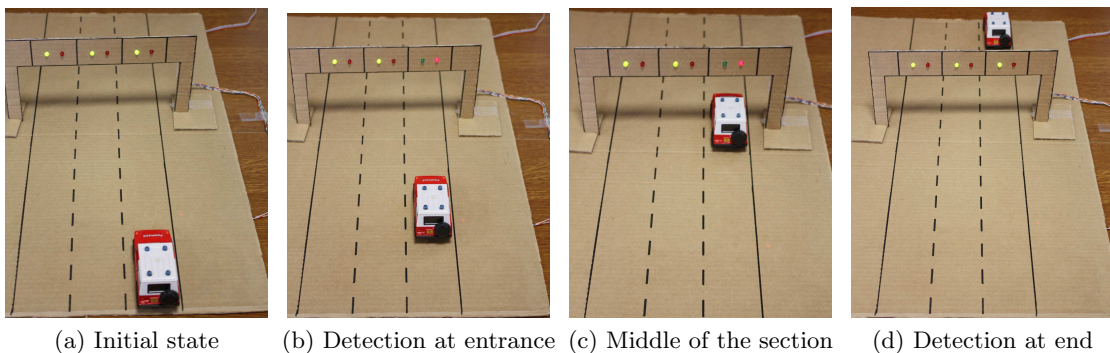 (a) Initial state
(b) Detection at entrance
(c) Middle of the section
(d) Detection at end